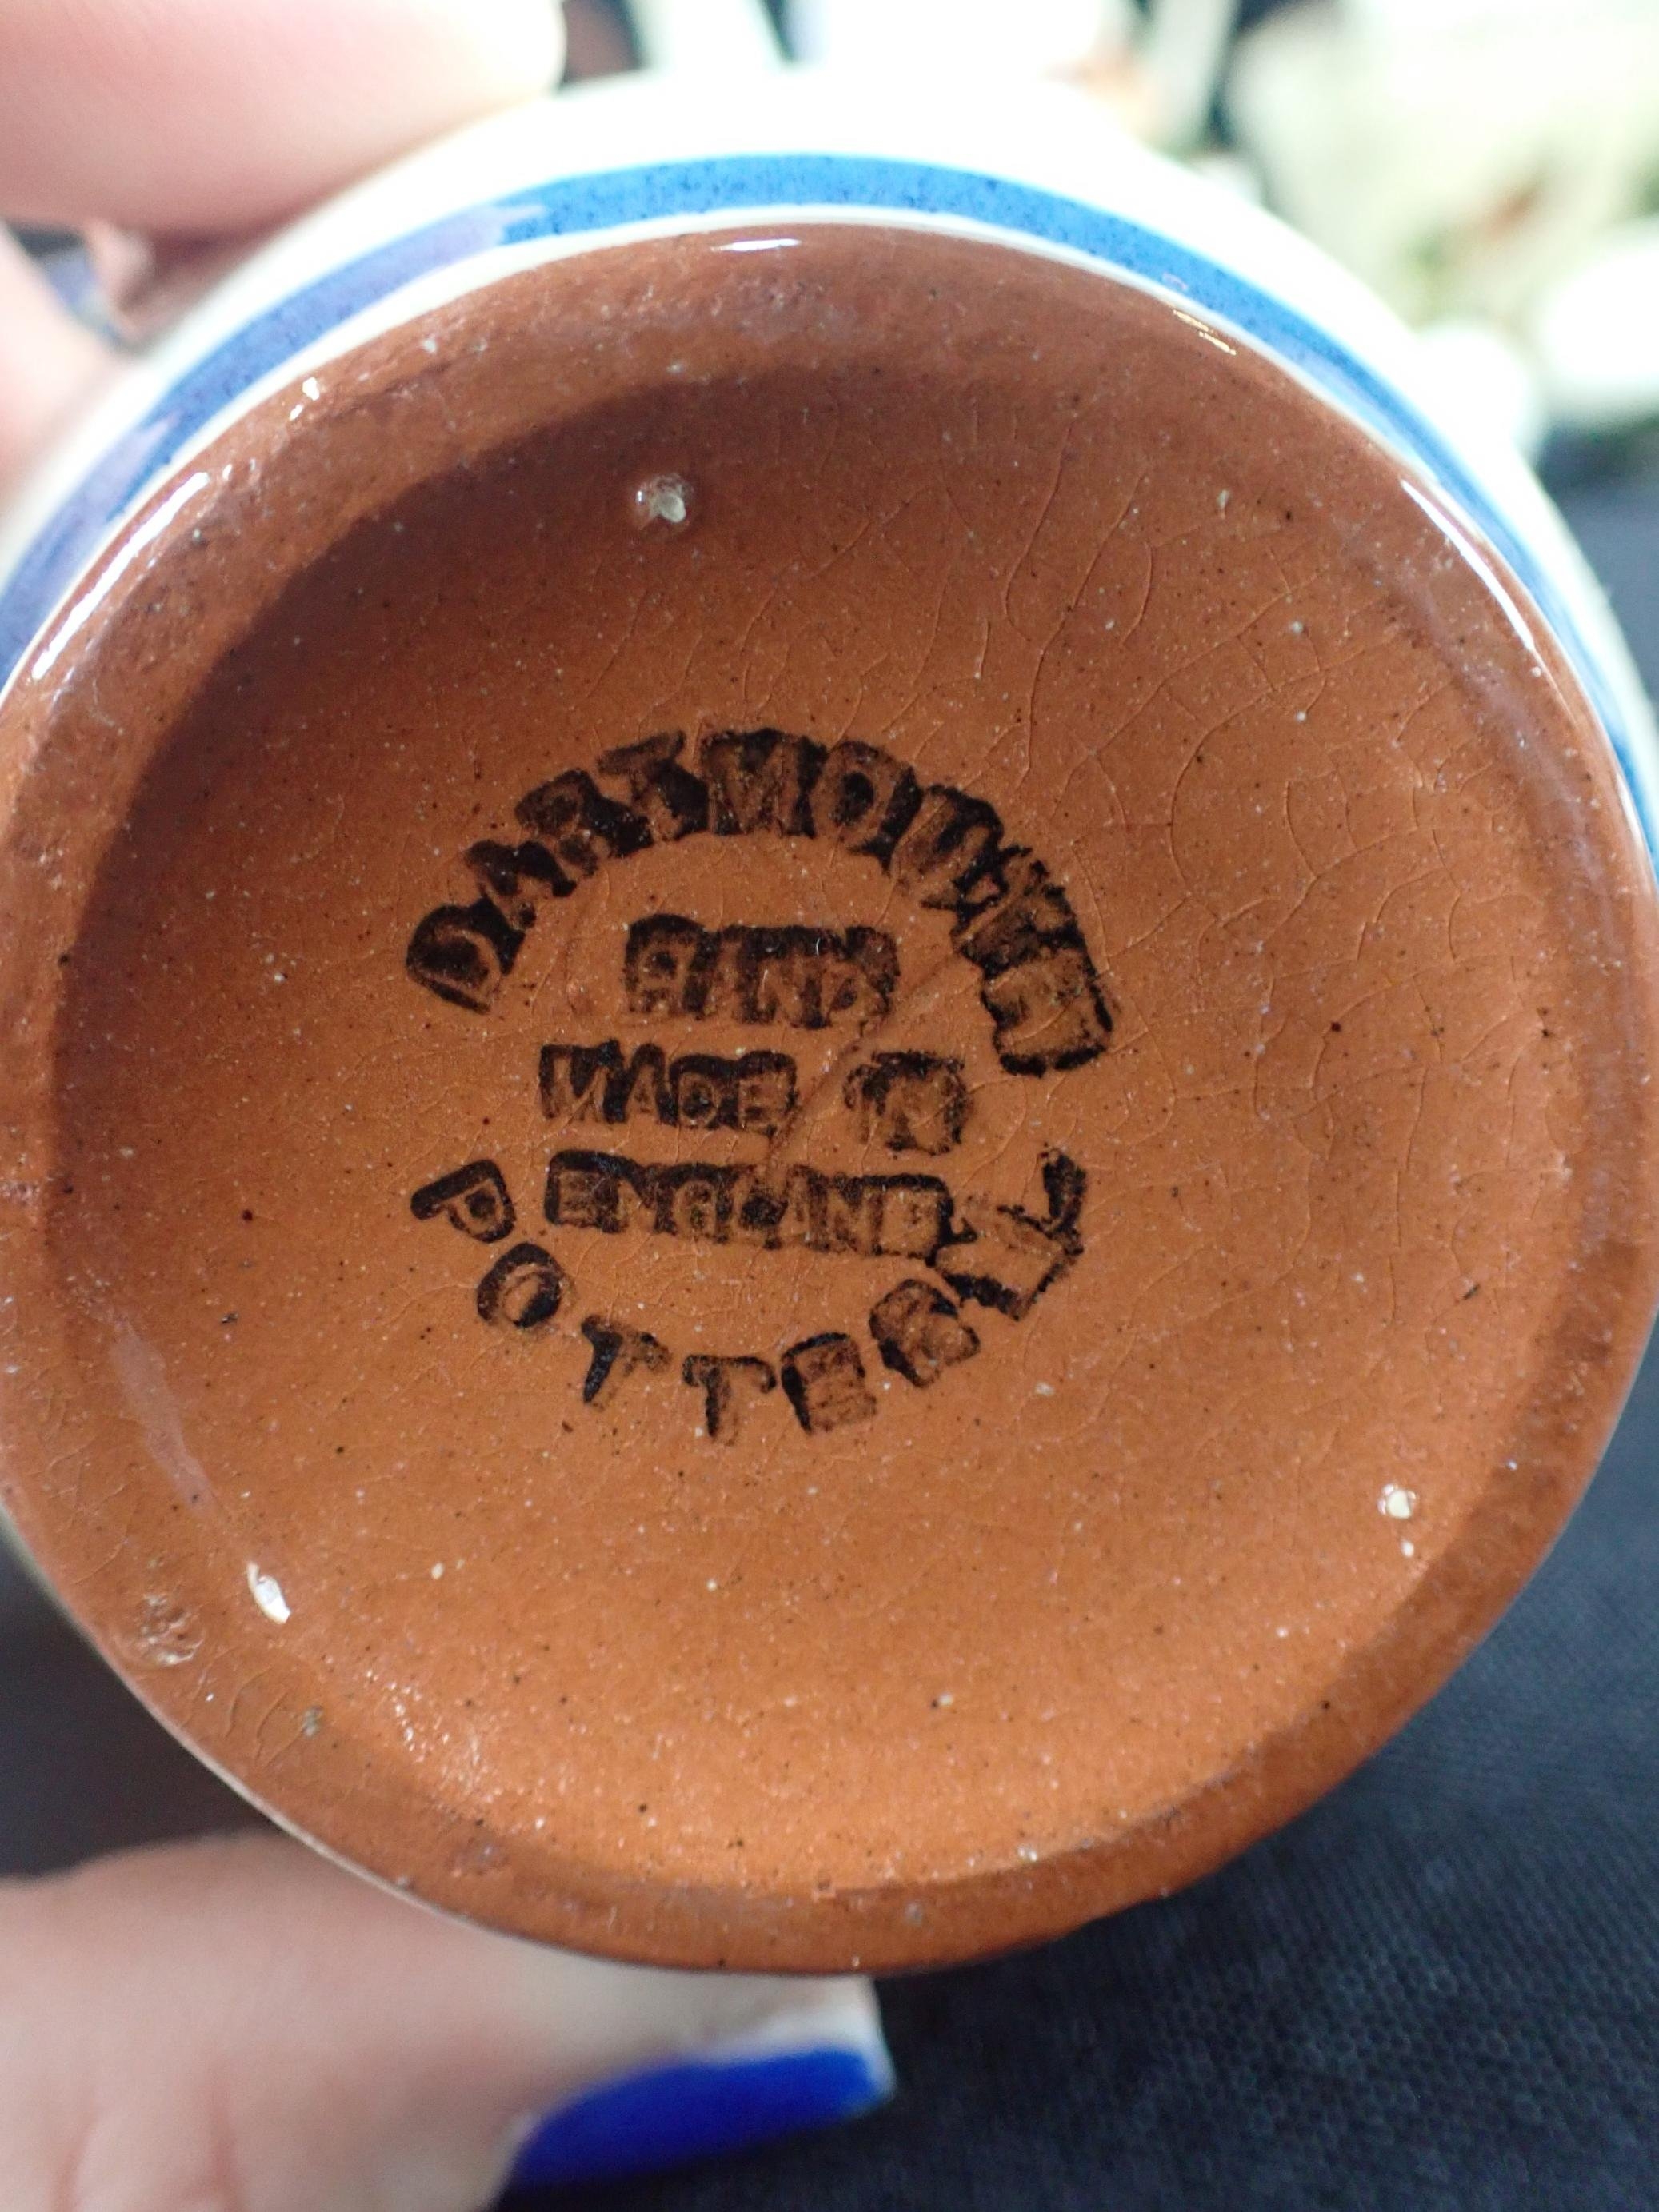 DARTMOUTH
HAND
MADE IN
ENGLAND
POTTERY